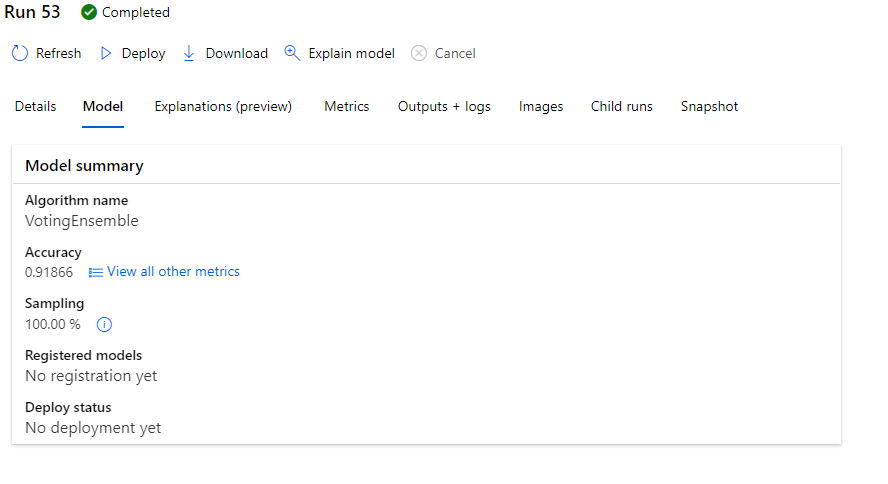 Run 53 Completed
Refresh Deploy Download Explain model Cancel
Details Model Explanations (preview) Metrics Outputs + logs Images Child runs Snapshot
Model summary
Algorithm name
VotingEnsemble
Accuracy
0.91866 View all other metrics
Sampling
100.00 %
Registered models
No registration yet
Deploy status
No deployment yet